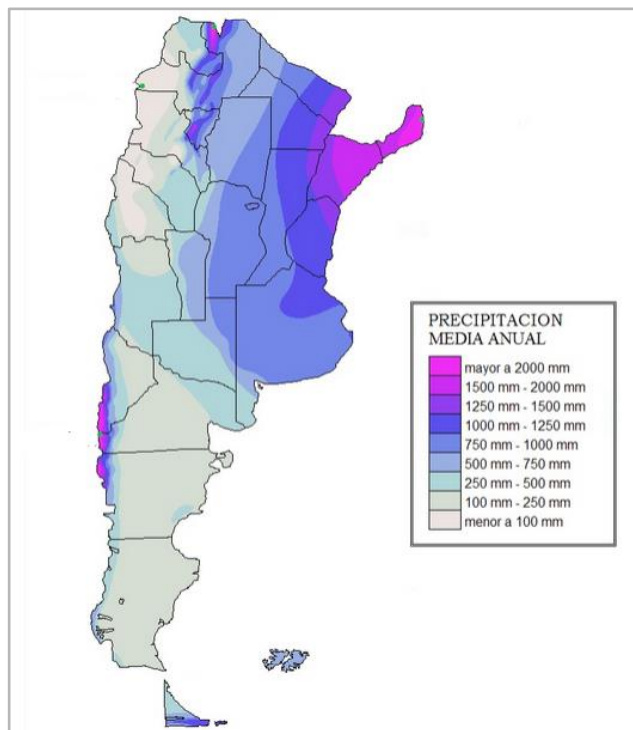 PRECIPITACION
MEDIA ANUAL
mayor a 2000 mm
1500 mm - 2000 mm
1250 mm - 1500 mm
1000 mm - 1250 mm
750 mm - 1000 mm
500 mm - 750 mm
250 mm - 500 mm
100 mm - 250 mm
menor a 100 mm